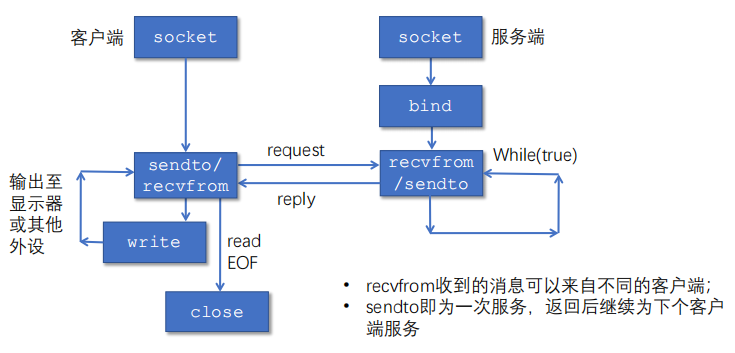 客户端
socket
socket
服务端
bind
sendto/
recvfrom
request
recvfrom
/sendto
While(true)
reply
输出至
显示器
或其他
外设
write
read
EOF
close
• recvfrom收到的消息可以来自不同的客户端;
• sendto即为一次服务，返回后继续为下个客户
端服务